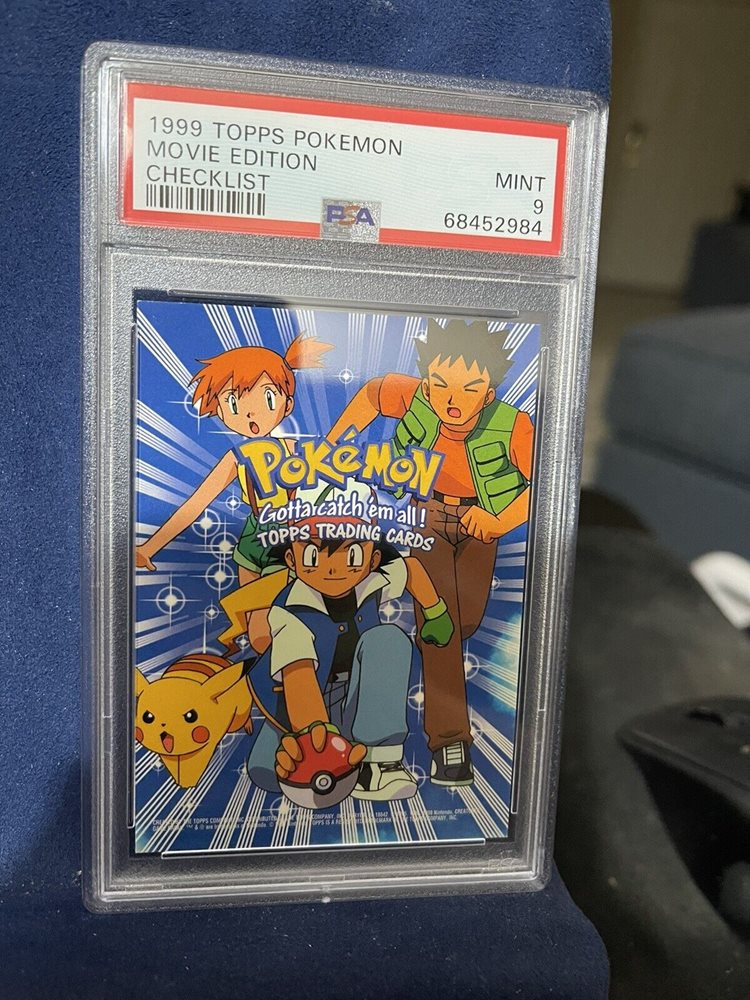 1999 TOPPS POKEMON
MOVIE EDITION
CHECKLIST
MINT
9
PSA
68452984
POKéMON
Gotta catch 'em all!
TOPPS TRADING CARDS